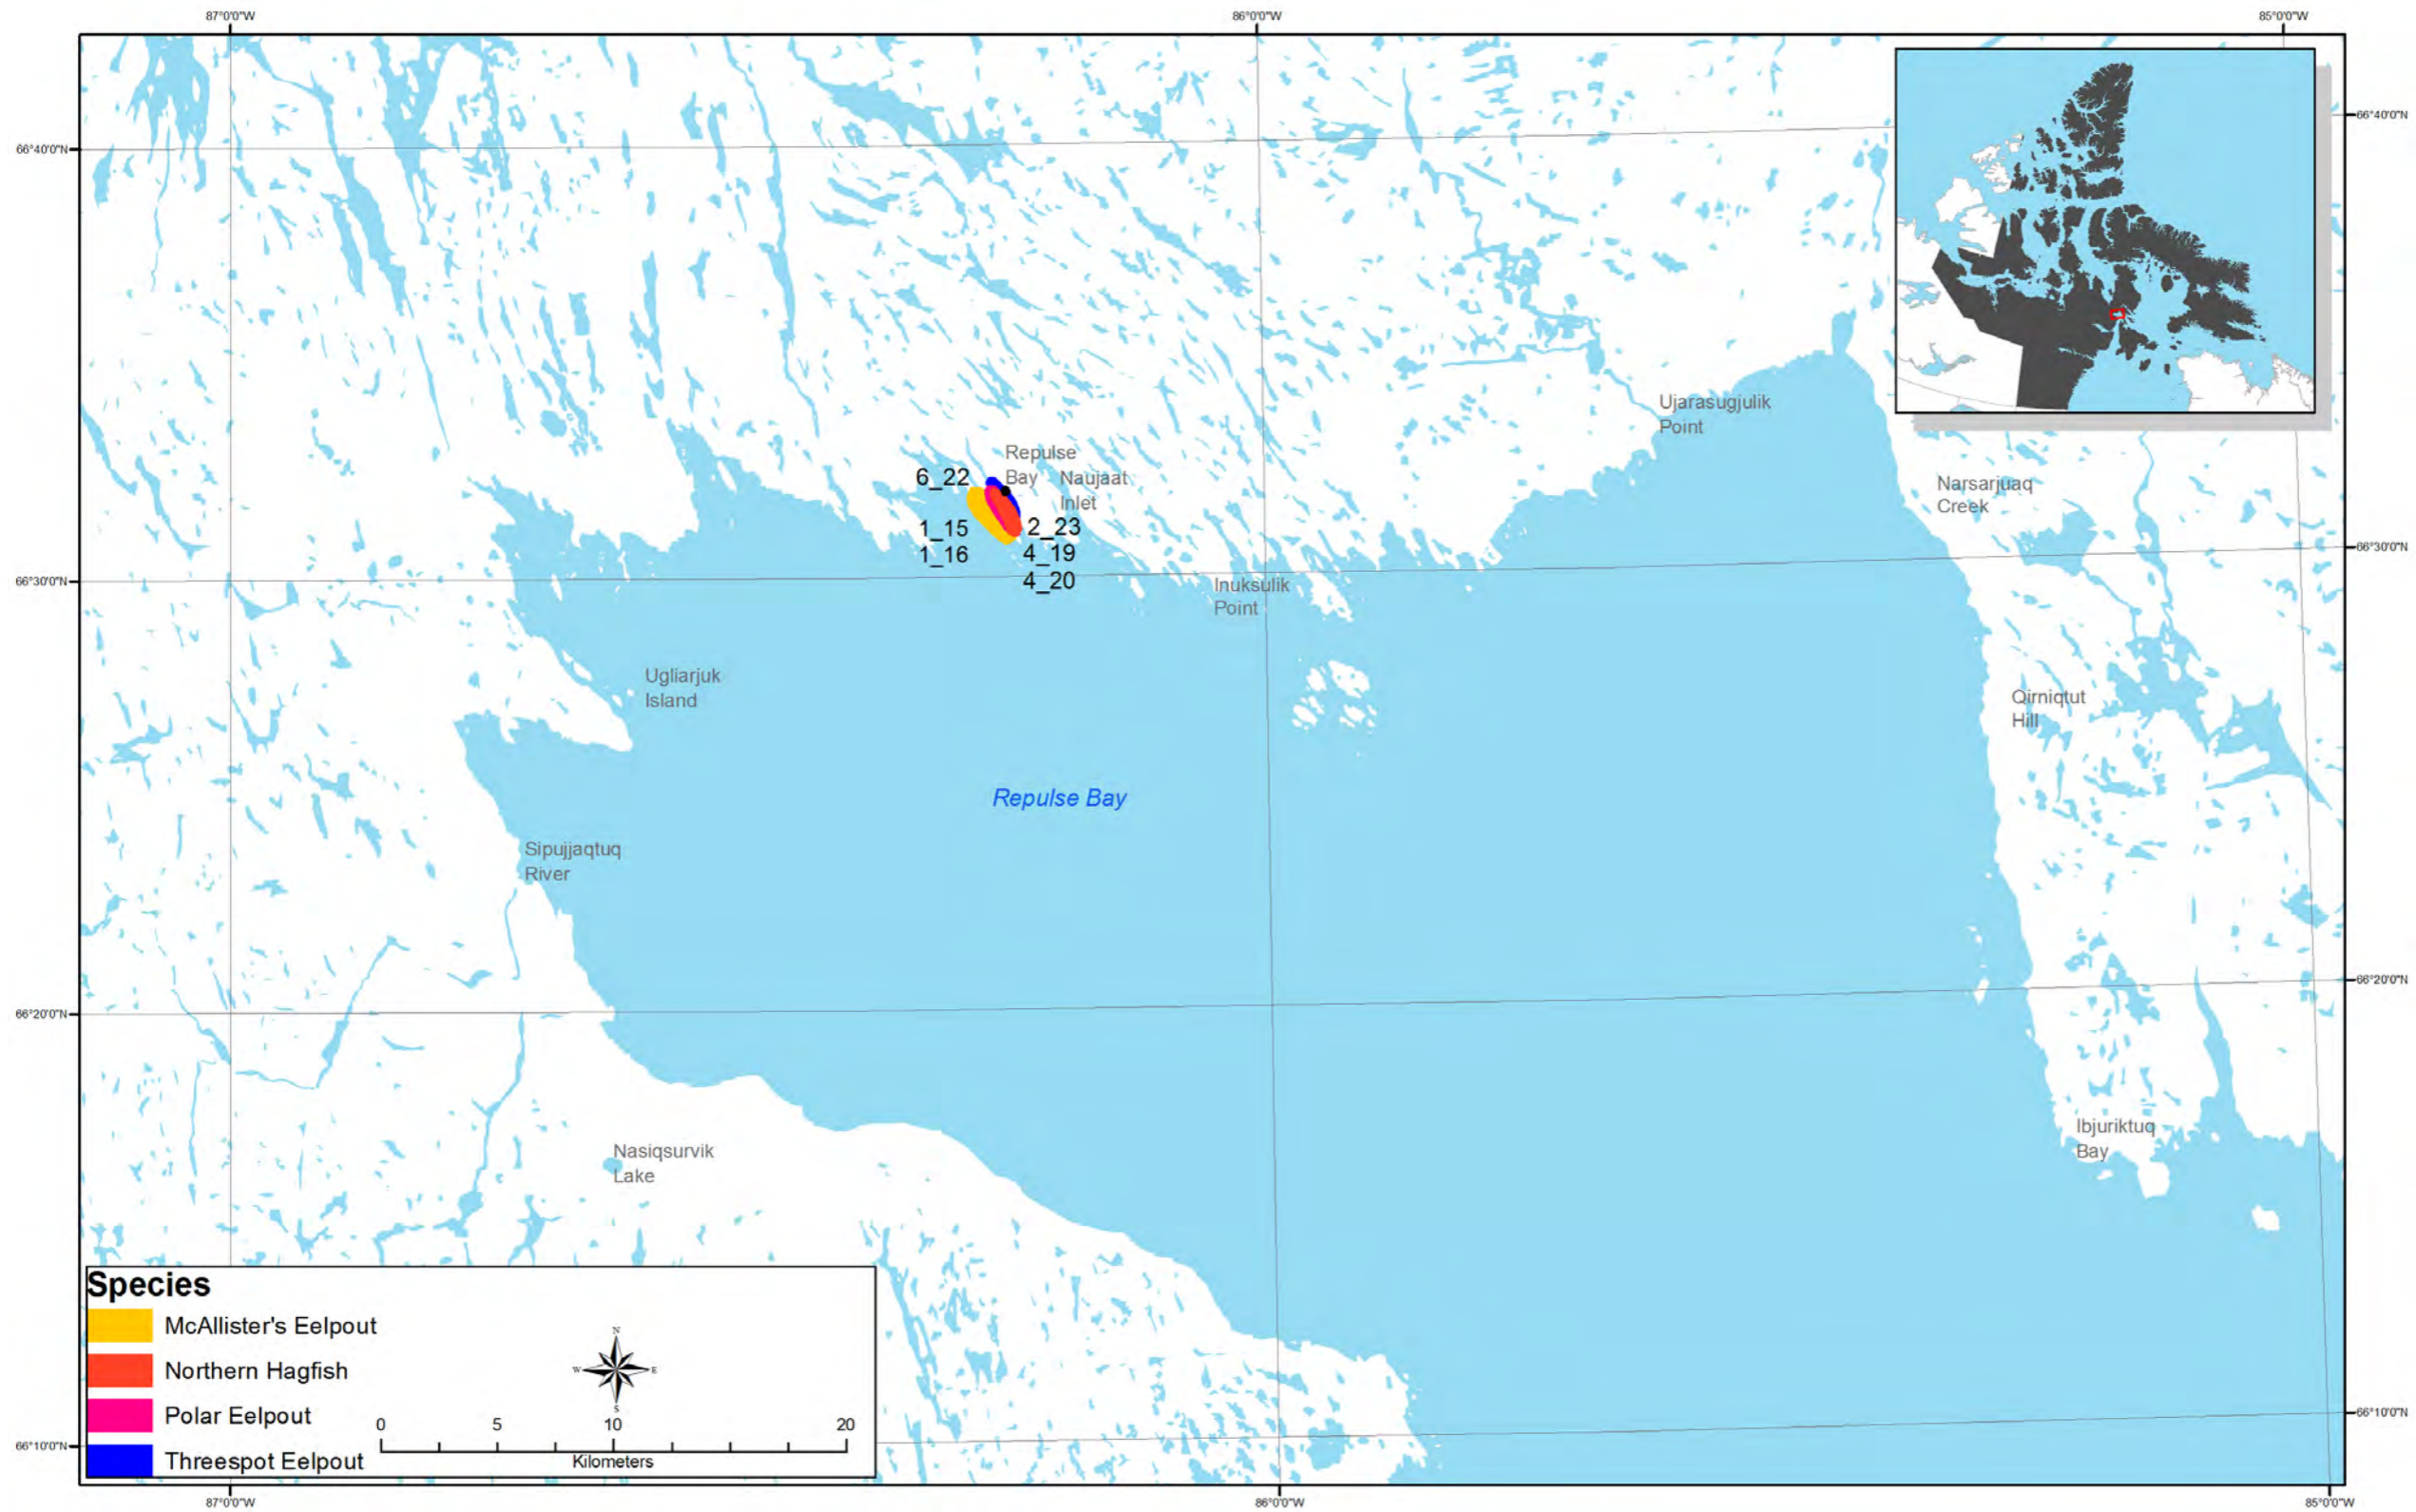 87°0'0"W
86°0'0"W
85°0'0"W
66°40'0"N
66°40'0"N
Ujarasugjulik
Point
Repulse
Bay
Naujaat
Inlet
6_22
Narsarjuaq
Creek
1_15
2_23
1_16
4_19
4_20
66°30'0"N
66°30'0"N
Inuksulik
Point
Ugliarjuk
Island
Qirniqtut
Hill
Repulse Bay
Sipujjaqtuq
River
66°20'0"N
66°20'0"N
Ibjuriktuq
Bay
Nasiqsurvik
Lake
Species
McAllister's Eelpout
Northern Hagfish
Polar Eelpout
Threespot Eelpout
N
W
E
S
0 5 10 20
Kilometers
66°10'0"N
66°10'0"N
87°0'0"W
86°0'0"W
85°0'0"W